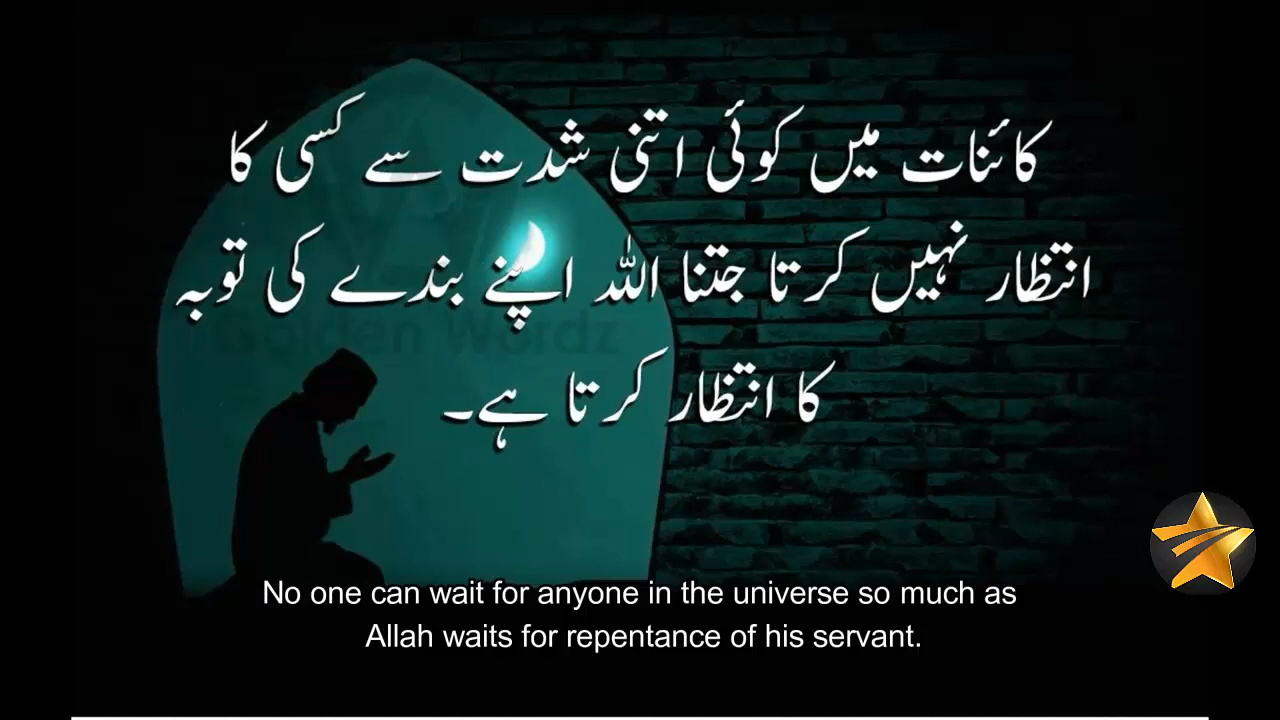 کائنات میں کوئی اتنی شدت سے کسی کا
انتظار نہیں کرتا جتنا اللہ اپنے بندے کی توبہ
کا انتظار کرتا ہے۔
Golden Wordz
No one can wait for anyone in the universe so much as
Allah waits for repentance of his servant.